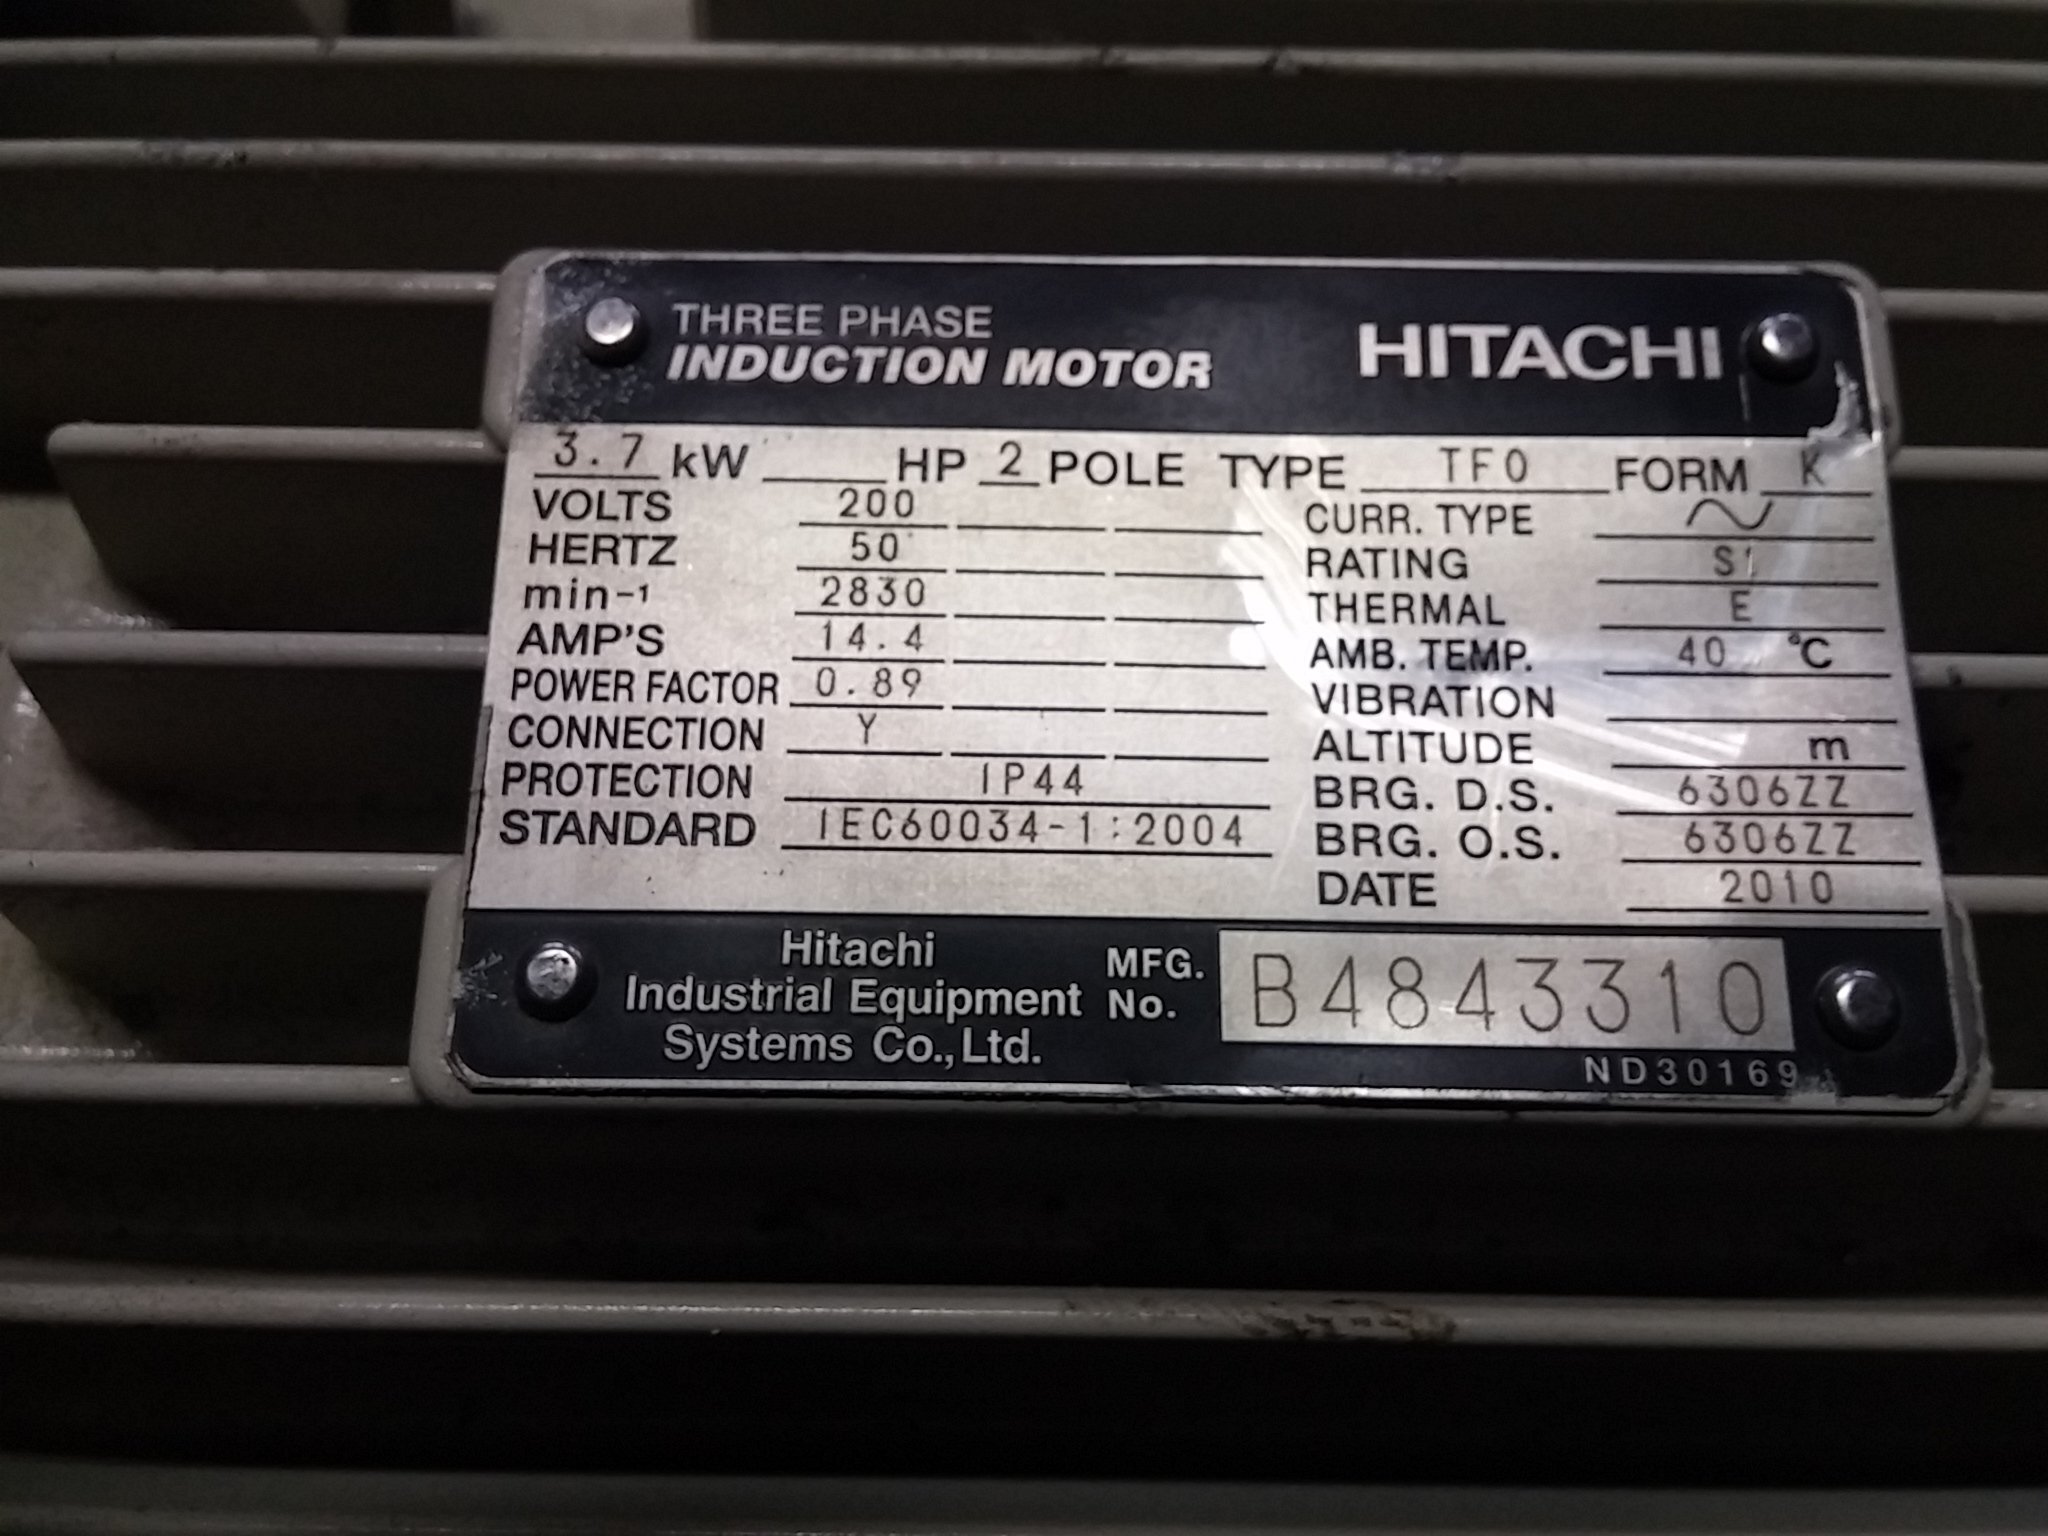 THREE PHASE
INDUCTION MOTOR
HITACHI
3.7 kW HP 2 POLE TYPE TFO FORM K
VOLTS 200
HERTZ 50
min-1 2830
AMP'S 14.4
POWER FACTOR 0.89
CONNECTION Y
PROTECTION IP44
STANDARD IEC60034-1:2004
CURR. TYPE ~
RATING S1
THERMAL E
AMB. TEMP. 40 °C
VIBRATION
ALTITUDE m
BRG. D.S. 6306ZZ
BRG. O.S. 6306ZZ
DATE 2010
Hitachi
Industrial Equipment
Systems Co.,Ltd.
MFG.
No.
B4843310
ND30169